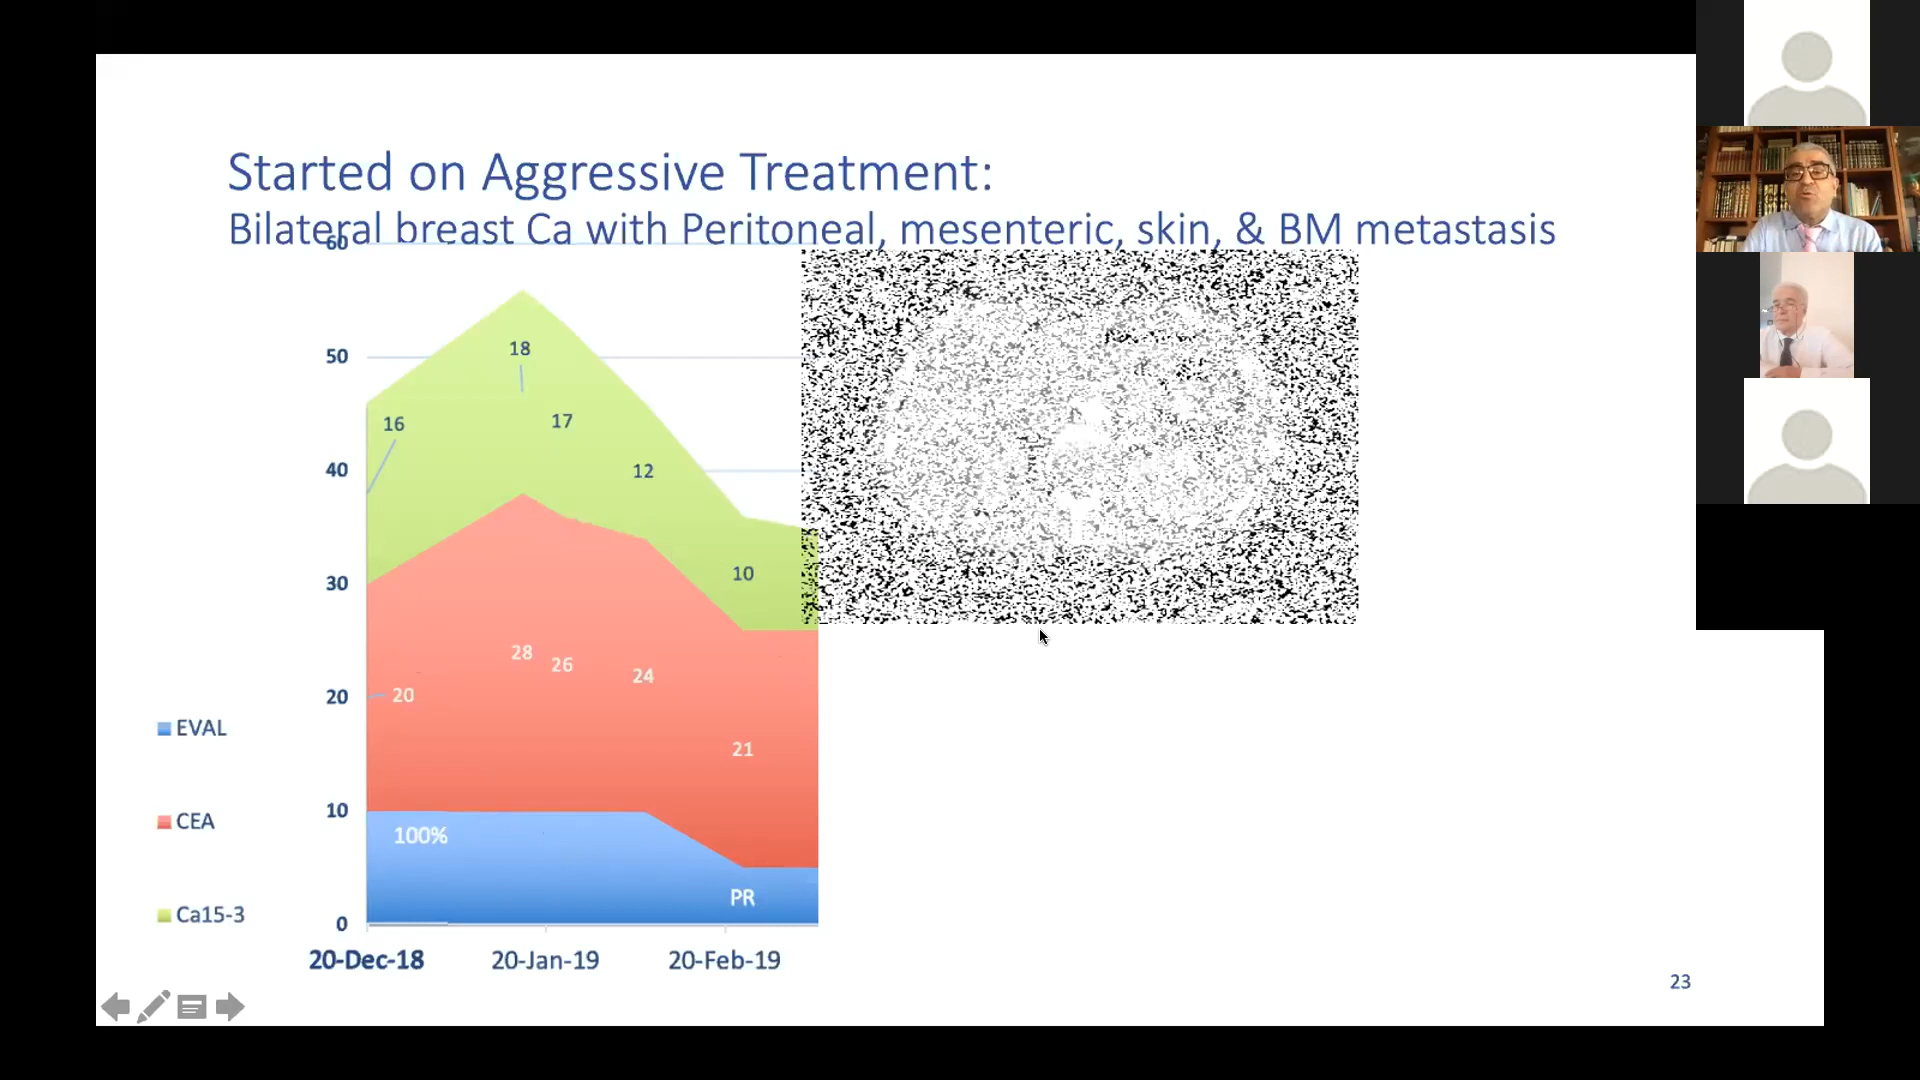 Started on Aggressive Treatment:
Bilateral breast Ca with Peritoneal, mesenteric, skin, & BM metastasis
60
50
40
30
20
10
0
18
16
17
12
10
28
26
24
20
21
100%
PR
EVAL
CEA
Ca15-3
20-Dec-18
20-Jan-19
20-Feb-19
23